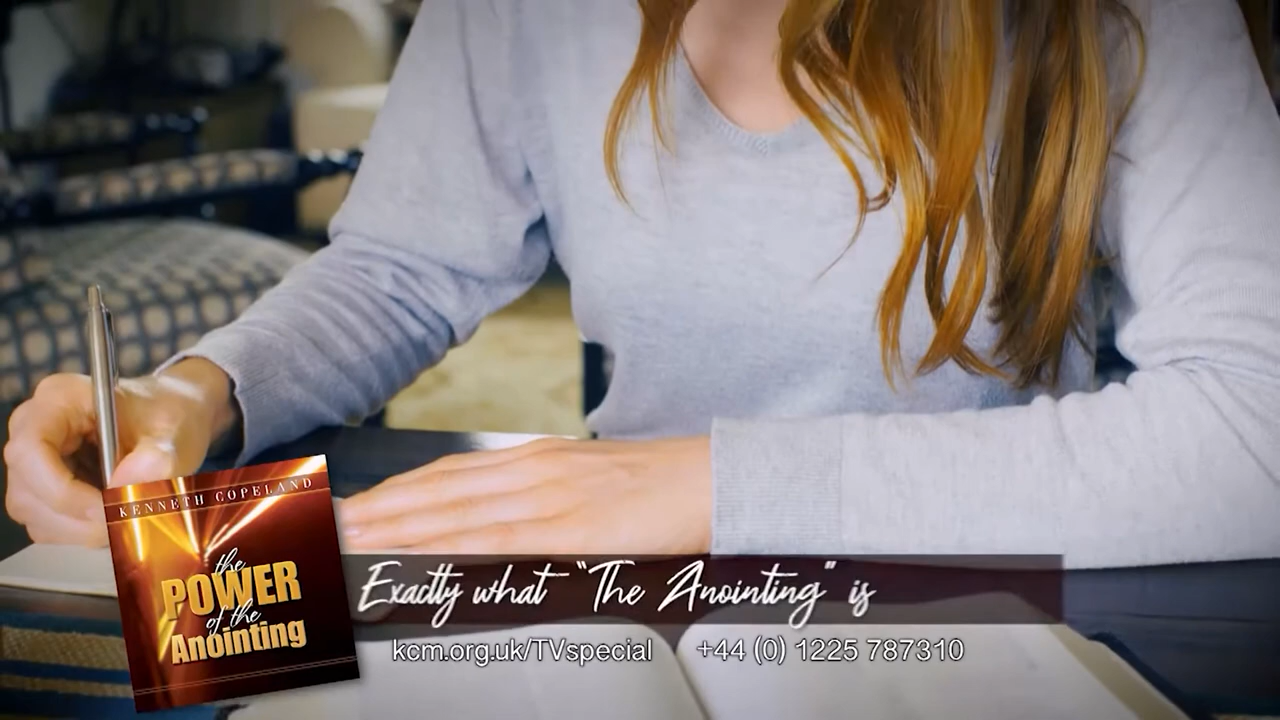 KENNETH COPELAND
the
POWER
of the
Anointing
Exactly what "The Anointing" is
kcm.org.uk/TVspecial +44 (0) 1225 787310